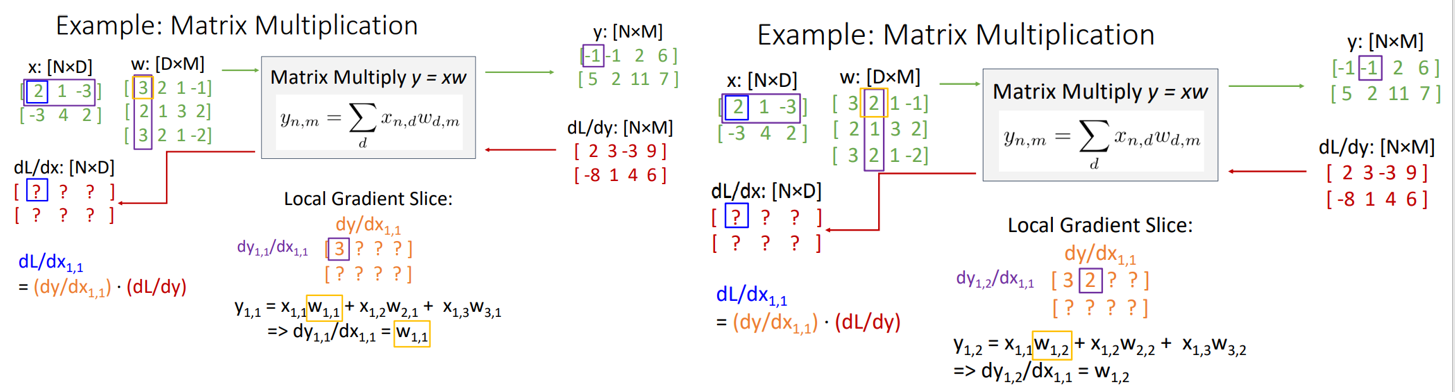 Example: Matrix Multiplication
x: [N×D]
[ 2 1 -3]
[-3 4 2]
w: [D×M]
[ 3 2 1 -1]
[ 2 1 3 2]
[ 3 2 1 -2]
Matrix Multiply y = xw
y_{n,m} = ∑_d x_{n,d}w_{d,m}
y: [N×M]
[-1 -1 2 6]
[ 5 2 11 7 ]
dL/dy: [N×M]
[ 2 3 -3 9 ]
[ -8 1 4 6 ]
dL/dx: [N×D]
[ ? ? ? ]
[ ? ? ? ]
Local Gradient Slice:
dy/dx_{1,1}
dy_{1,1}/dx_{1,1}
[ 3 ? ? ? ]
[ ? ? ? ? ]
dL/dx_{1,1}
= (dy/dx_{1,1}) · (dL/dy)
y_{1,1} = x_{1,1}w_{1,1} + x_{1,2}w_{2,1} + x_{1,3}w_{3,1}
=> dy_{1,1}/dx_{1,1} = w_{1,1}
Example: Matrix Multiplication
x: [N×D]
[ 2 1 -3]
[-3 4 2]
w: [D×M]
[ 3 2 1 -1]
[ 2 1 3 2]
[ 3 2 1 -2]
Matrix Multiply y = xw
y_{n,m} = ∑_d x_{n,d}w_{d,m}
y: [N×M]
[-1 -1 2 6]
[ 5 2 11 7 ]
dL/dy: [N×M]
[ 2 3 -3 9 ]
[ -8 1 4 6 ]
dL/dx: [N×D]
[ ? ? ? ]
[ ? ? ? ]
Local Gradient Slice:
dy/dx_{1,1}
dy_{1,2}/dx_{1,1}
[ 3 2 ? ? ]
[ ? ? ? ? ]
dL/dx_{1,1}
= (dy/dx_{1,1}) · (dL/dy)
y_{1,2} = x_{1,1}w_{1,2} + x_{1,2}w_{2,2} + x_{1,3}w_{3,2}
=> dy_{1,2}/dx_{1,1} = w_{1,2}